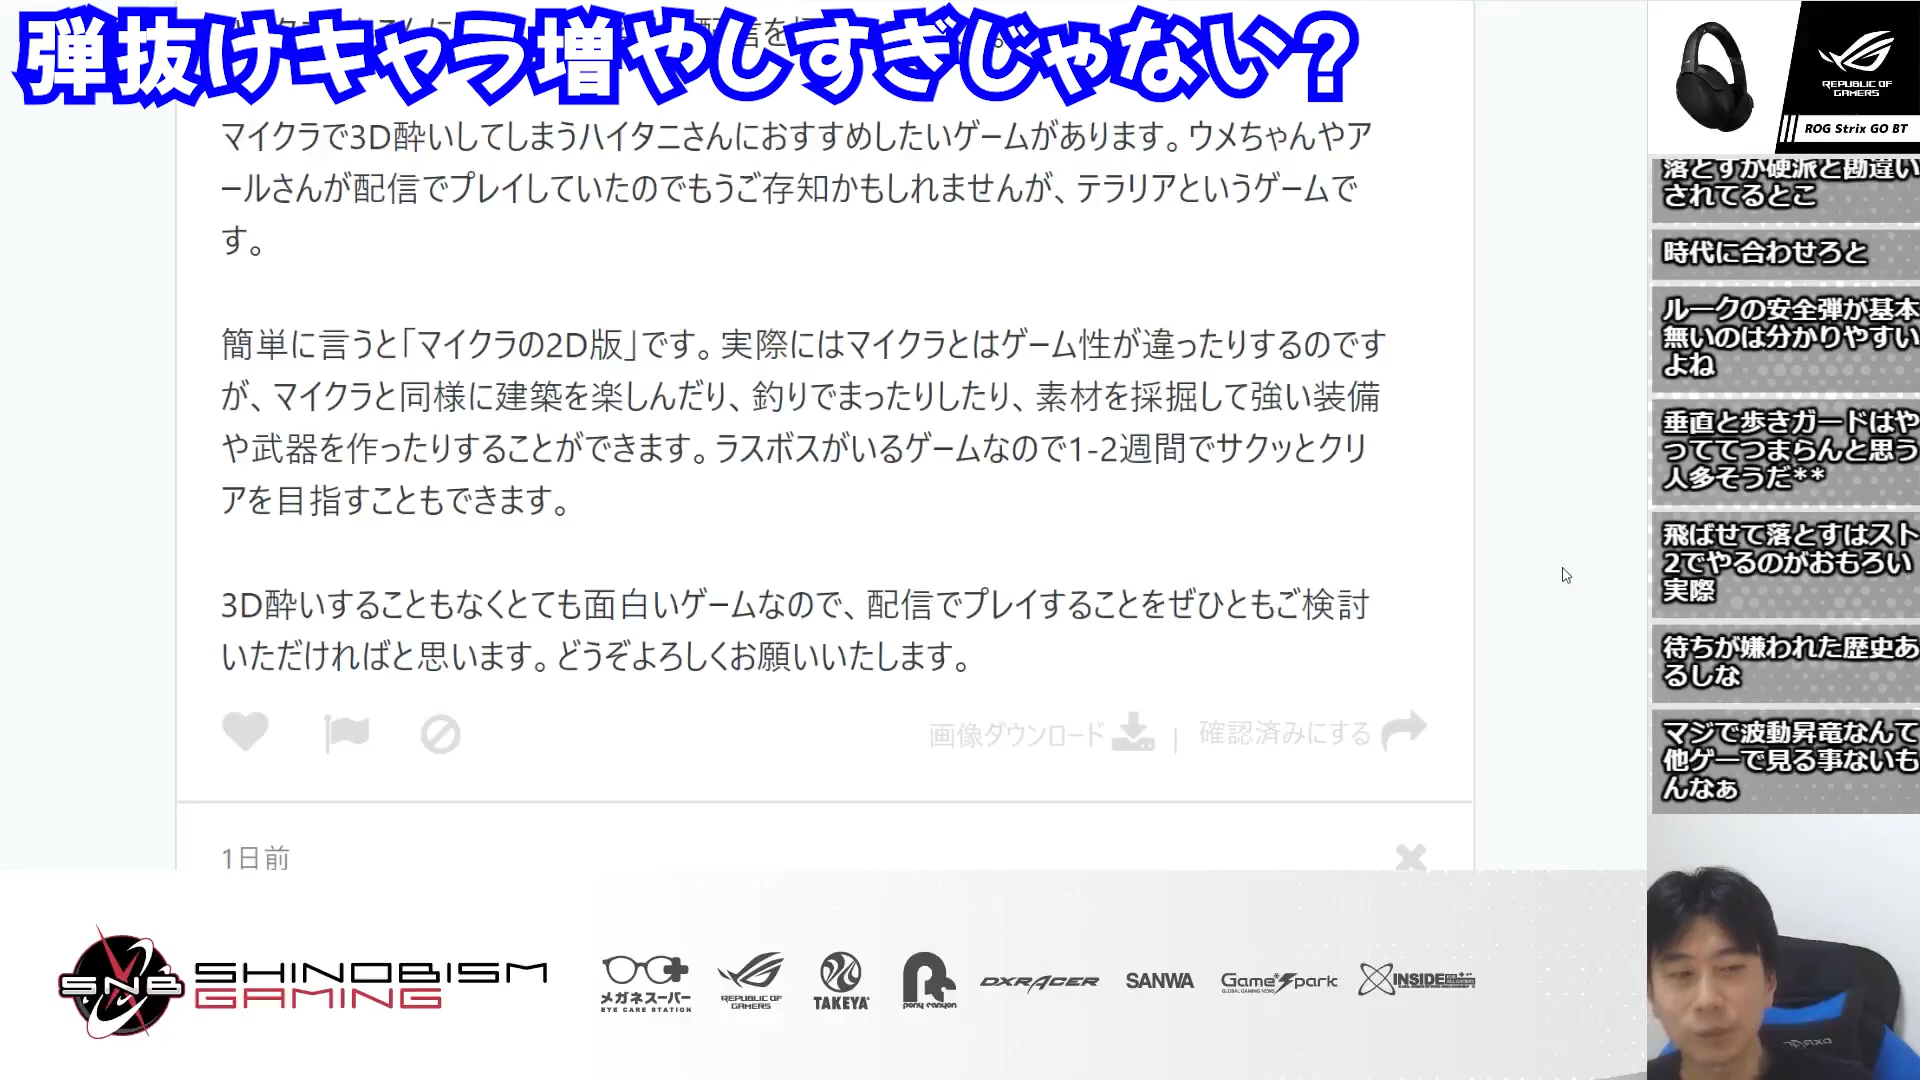 弾抜けキャラ増やしすぎじゃない？
マイクラで3D酔いしてしまうハイタニさんにおすすめしたいゲームがあります。ウメちゃんやア
ールさんが配信でプレイしていたのでもうご存知かもしれませんが、テラリアというゲームで
す。
簡単に言うと「マイクラの2D版」です。実際にはマイクラとはゲーム性が違ったりするのです
が、マイクラと同様に建築を楽しんだり、釣りでまったりしたり、素材を採掘して強い装備
や武器を作ったりすることができます。ラスボスがいるゲームなので1-2週間でサクッとクリ
アを目指すこともできます。
3D酔いすることもなくとても面白いゲームなので、配信でプレイすることをぜひともご検討
いただければと思います。どうぞよろしくお願いいたします。
画像ダウンロード | 確認済みにする
1日前
REPUBLIC OF
GAMERS
ROG Strix GO BT
落とすが硬派と勘違い
されてるとこ
時代に合わせろと
ルークの安全弾が基本
無いのは分かりやすい
よね
垂直と歩きガードはや
っててつまらんと思う
人多そうだ**
飛ばせて落とすはスト
2でやるのがおもろい
実際
待ちが嫌われた歴史あ
るしな
マジで波動昇竜なんて
他ゲーで見る事ないも
んなぁ
SNB
SHINOBISM
GAMING
メガネスーパー
EYE CARE STATION
REPUBLIC OF
GAMERS
TAKEYA
pony canyon
DXRACER
SANWA
Game*Spark
GLOBAL GAMING NEWS
INSIDE
DXRACER